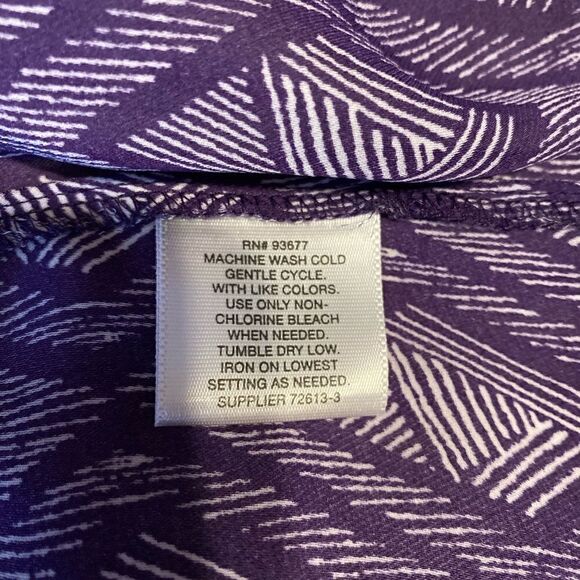 RN# 93677
MACHINE WASH COLD
GENTLE CYCLE.
WITH LIKE COLORS.
USE ONLY NON-
CHLORINE BLEACH
WHEN NEEDED.
TUMBLE DRY LOW.
IRON ON LOWEST
SETTING AS NEEDED.
SUPPLIER 72613-3